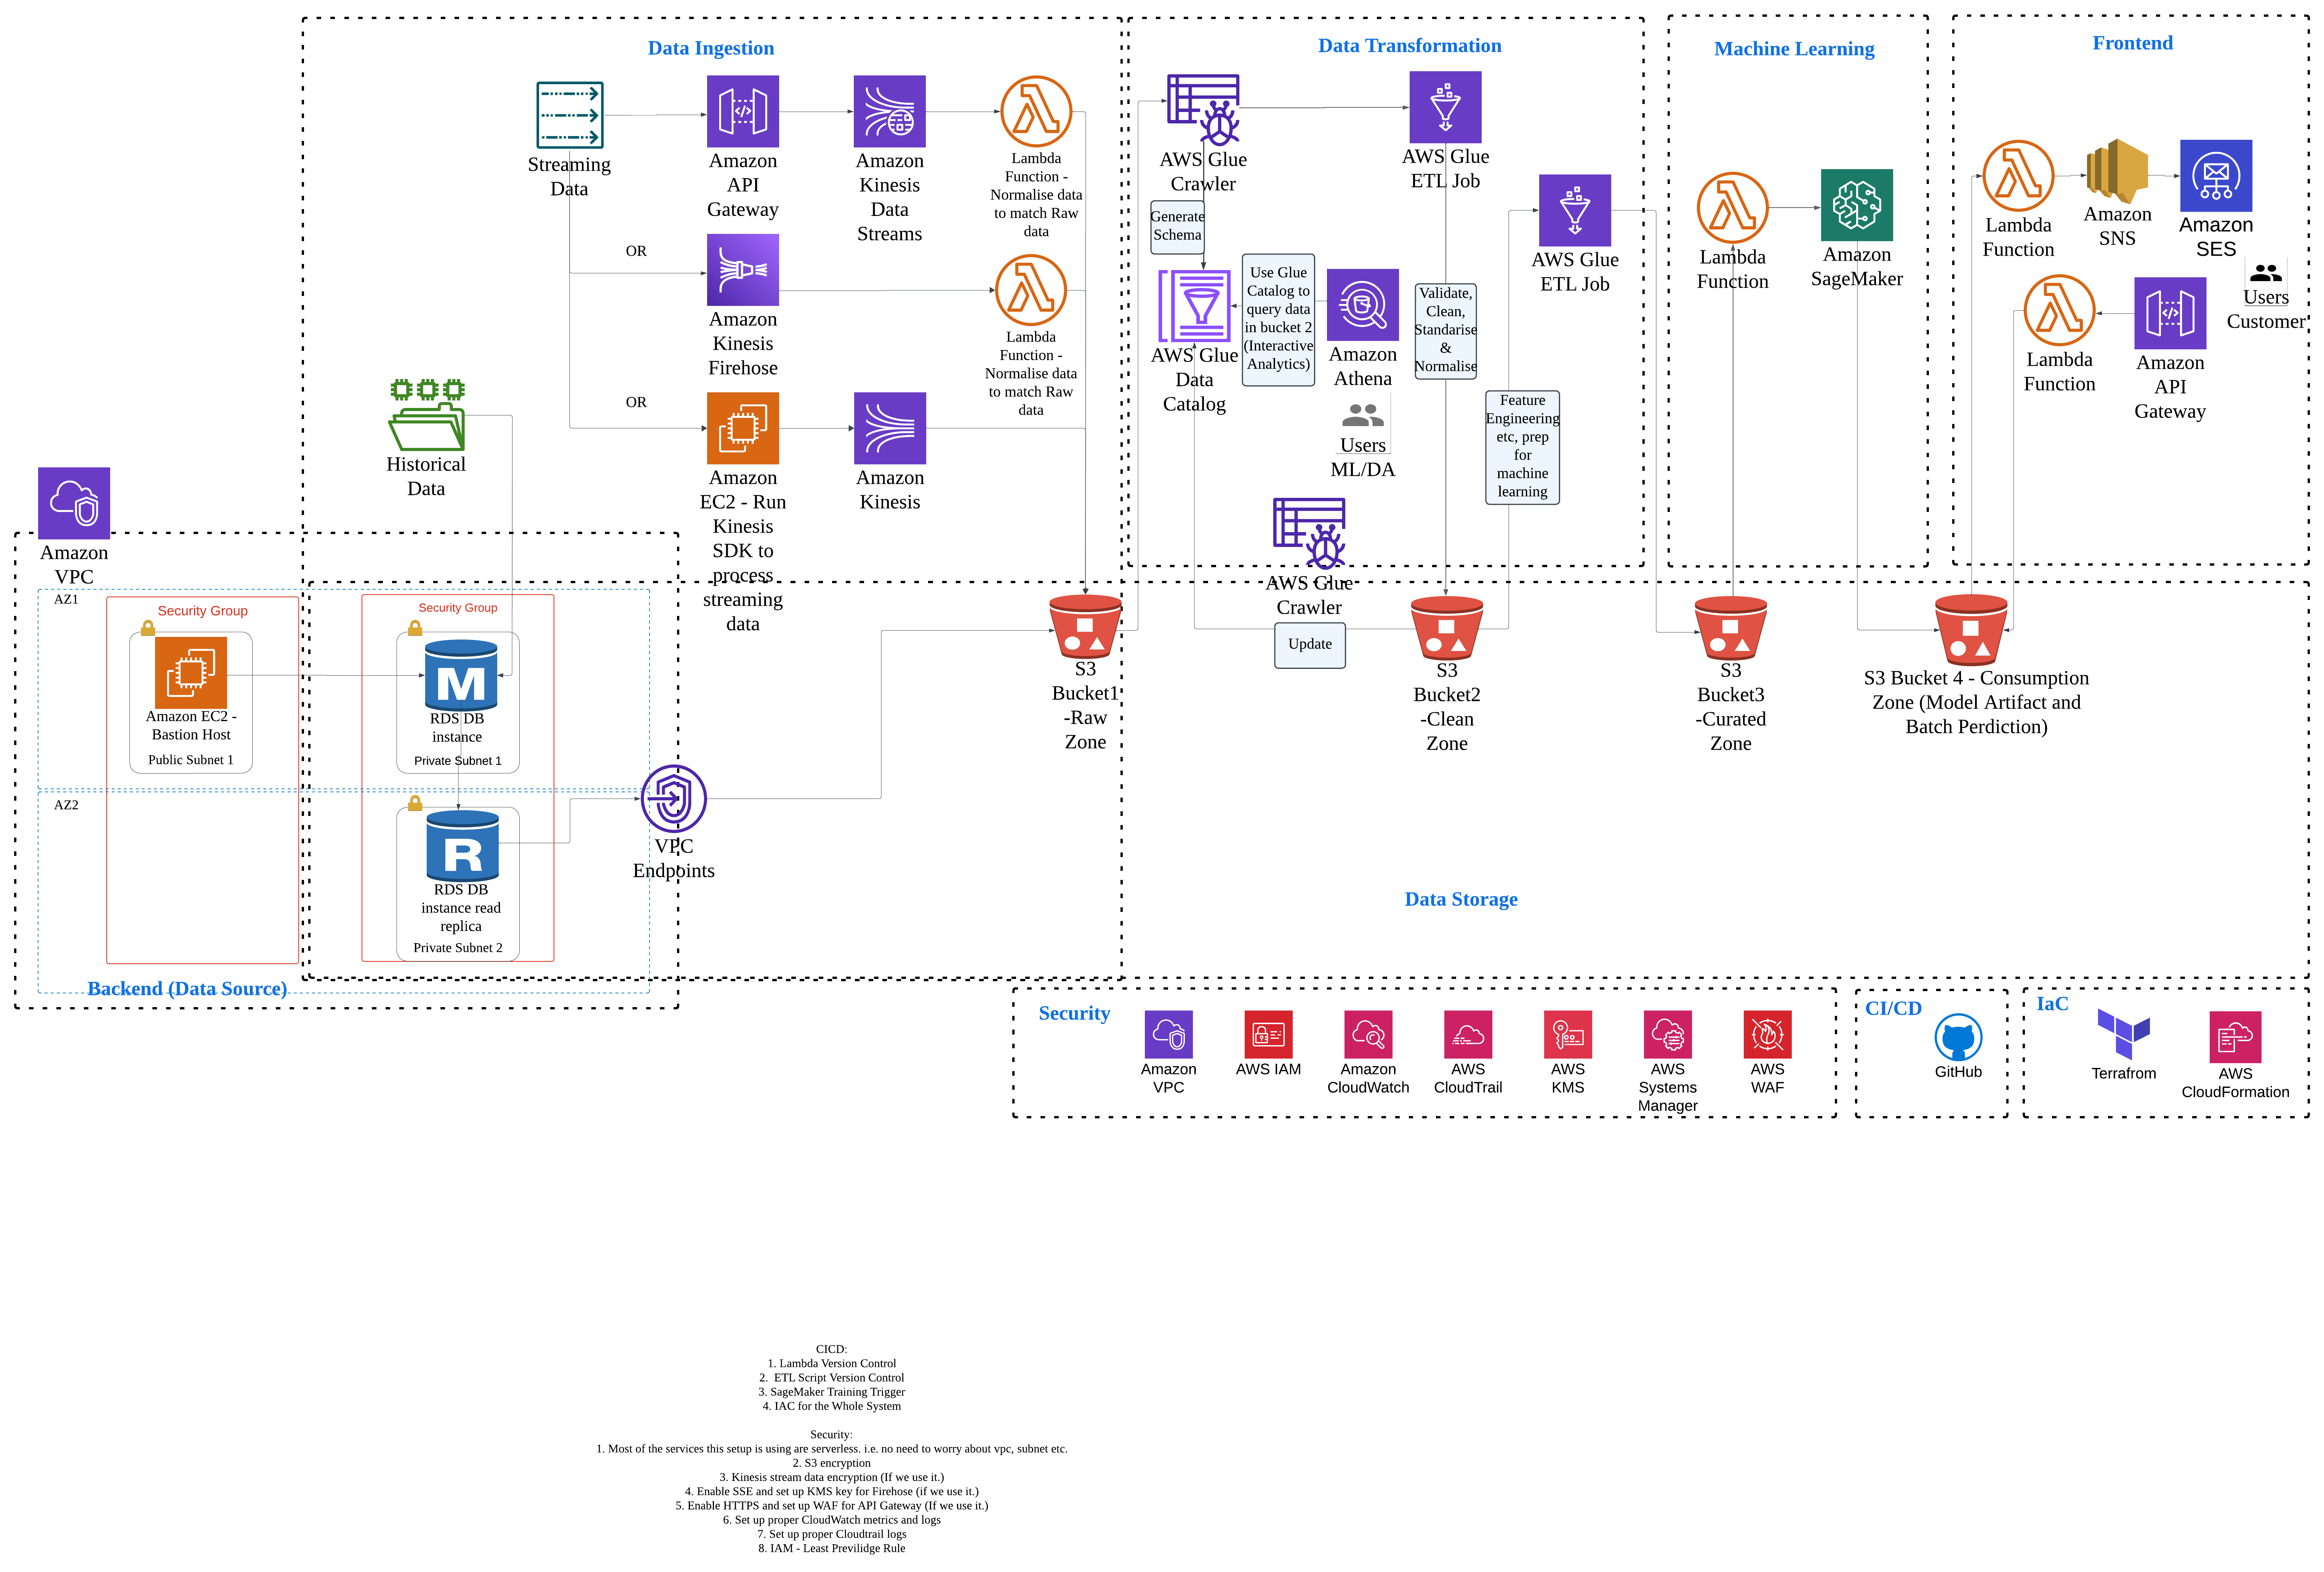 Data Ingestion
Data Transformation
Machine Learning
Frontend
Streaming
Data
Amazon
API
Gateway
Amazon
Kinesis
Data
Streams
Lambda
Function -
Normalise data
to match Raw
data
OR
Amazon
Kinesis
Firehose
Lambda
Function -
Normalise data
to match Raw
data
OR
Amazon
EC2 - Run
Kinesis
SDK to
process
streaming
data
Amazon
Kinesis
Historical
Data
AWS Glue
Crawler
Generate
Schema
AWS Glue
Data
Catalog
Use Glue
Catalog to
query data
in bucket 2
(Interactive
Analytics)
Amazon
Athena
Users
ML/DA
AWS Glue
ETL Job
Validate,
Clean,
Standarise
&
Normalise
AWS Glue
ETL Job
Feature
Engineering
etc, prep
for
machine
learning
AWS Glue
Crawler
Update
Lambda
Function
Amazon
SageMaker
Lambda
Function
Amazon
SNS
Amazon
SES
Users
Customer
Lambda
Function
Amazon
API
Gateway
Amazon
VPC
AZ1
Security Group
Amazon EC2 -
Bastion Host
Public Subnet 1
Security Group
RDS DB
instance
Private Subnet 1
AZ2
RDS DB
instance read
replica
Private Subnet 2
Backend (Data Source)
VPC
Endpoints
S3
Bucket1
-Raw
Zone
S3
Bucket2
-Clean
Zone
S3
Bucket3
-Curated
Zone
S3 Bucket 4 - Consumption
Zone (Model Artifact and
Batch Perdiction)
Data Storage
Security
Amazon
VPC
AWS IAM
Amazon
CloudWatch
AWS
CloudTrail
AWS
KMS
AWS
Systems
Manager
AWS
WAF
CI/CD
GitHub
IaC
Terrafrom
AWS
CloudFormation
CICD:
1. Lambda Version Control
2. ETL Script Version Control
3. SageMaker Training Trigger
4. IAC for the Whole System
Security:
1. Most of the services this setup is using are serverless. i.e. no need to worry about vpc, subnet etc.
2. S3 encryption
3. Kinesis stream data encryption (If we use it.)
4. Enable SSE and set up KMS key for Firehose (if we use it.)
5. Enable HTTPS and set up WAF for API Gateway (If we use it.)
6. Set up proper CloudWatch metrics and logs
7. Set up proper Cloudtrail logs
8. IAM - Least Previlidge Rule